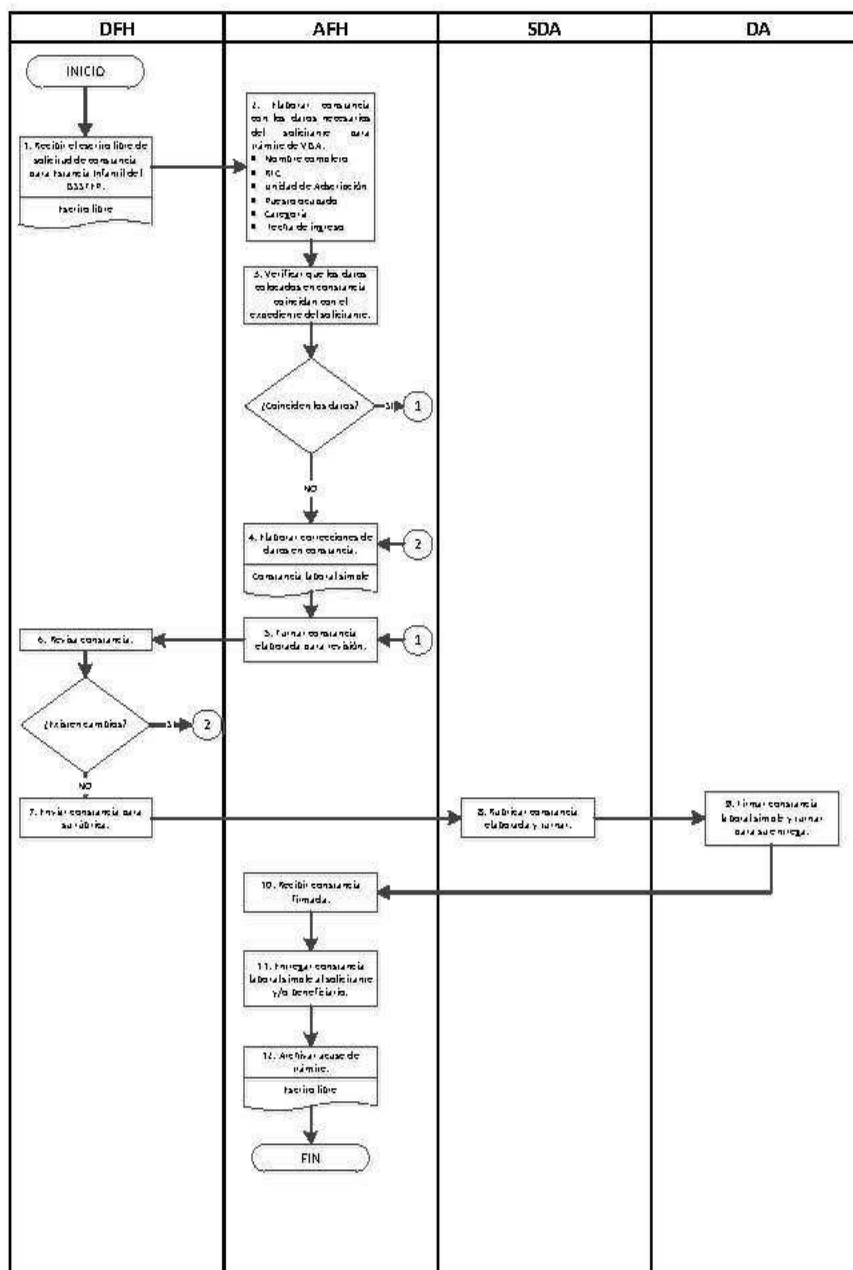 DFH
AFH
SDA
DA
INICIO
1. Recibir el escrito libre de
solicitud de constancia
para Estancia Infantil del
Escrito libre
2. Elaborar constancia
con los datos necesarios
del solicitante para
trámite de VISA.
Nombre completo
Unidad de Adscripción
Puesto ocupado
Categoría
Fecha de ingreso
3. Verificar que los datos
colocados en constancia
coincidan con el
expediente del solicitante.
¿Coinciden los datos?
SI
1
NO
4. Elaborar correcciones de
datos en constancia.
2
Constancia laboral simple
5. Turnar constancia
elaborada para revisión.
1
6. Revisa constancia.
¿Existen cambios?
SI
2
NO
7. Enviar constancia para
su rúbrica.
8. Rubricar constancia
elaborada y turnar.
9. Firmar constancia
laboral simple y turnar
para su entrega.
10. Recibir constancia
firmada.
11. Entregar constancia
laboral simple al solicitante
y/o beneficiario.
12. Archivar acuse de
trámite.
Escrito libre
FIN